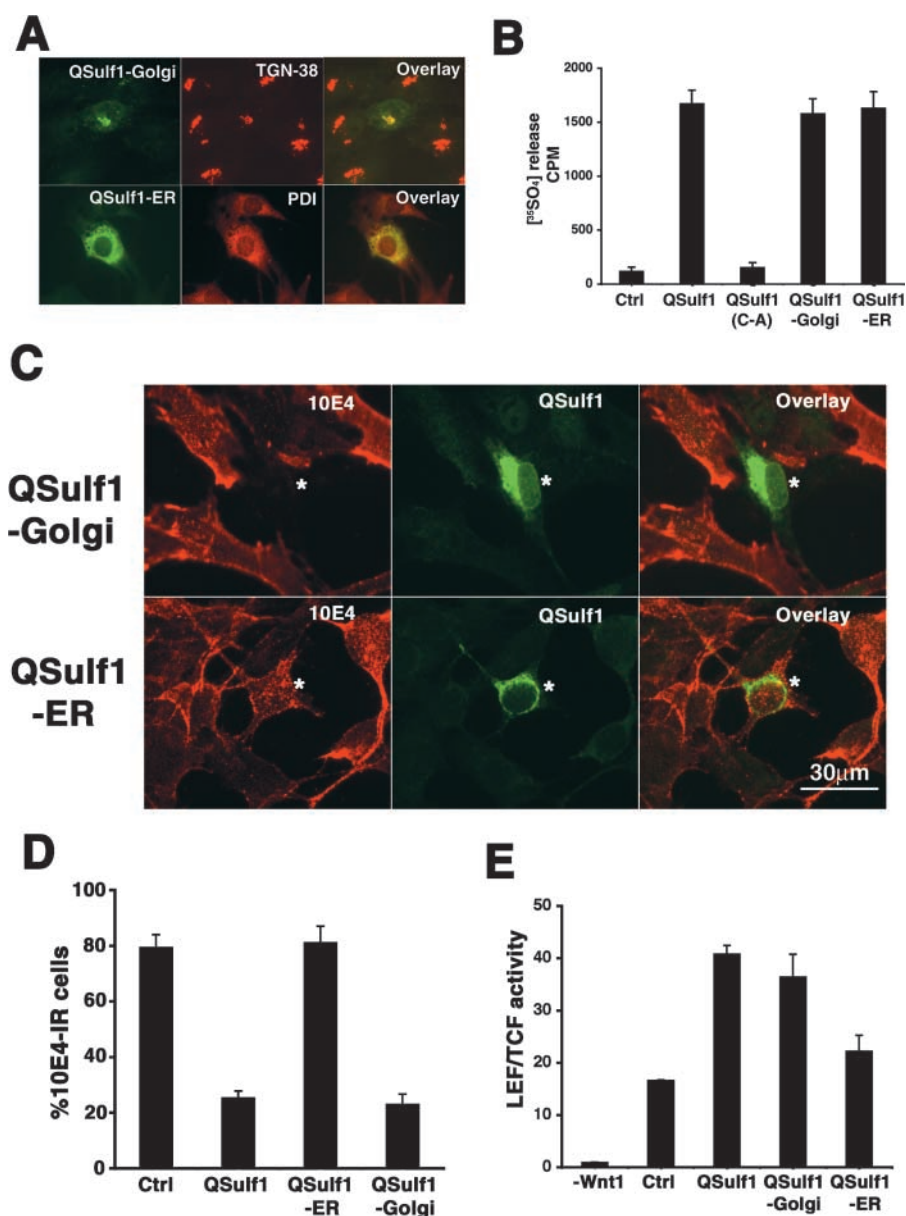 A
QSulf1-Golgi
TGN-38
Overlay
QSulf1-ER
PDI
Overlay
B
[³⁵SO₄] release
CPM
2000
1500
1000
500
0
Ctrl
QSulf1
QSulf1
(C-A)
QSulf1
-Golgi
QSulf1
-ER
C
QSulf1
-Golgi
10E4
*
QSulf1
*
Overlay
*
QSulf1
-ER
10E4
*
QSulf1
*
Overlay
*
30μm
D
%10E4-IR cells
100
80
60
40
20
0
Ctrl
QSulf1
QSulf1
-ER
QSulf1
-Golgi
E
LEF/TCF activity
50
40
30
20
10
0
-Wnt1
Ctrl
QSulf1
QSulf1
-Golgi
QSulf1
-ER